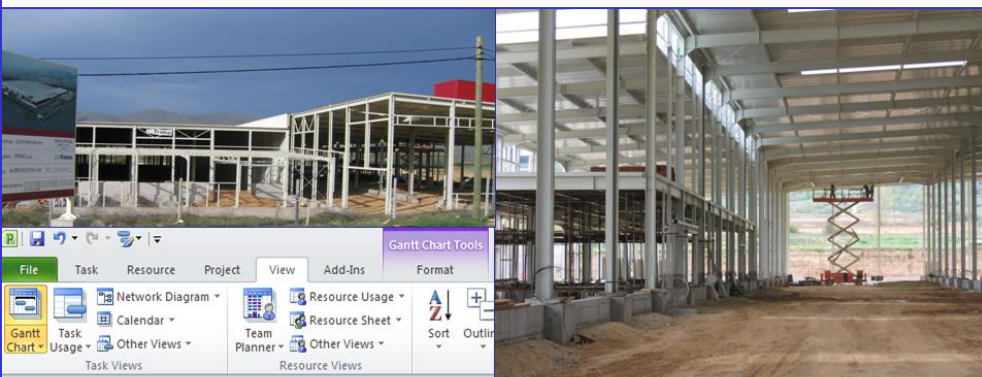 Gantt Chart Tools
File Task Resource Project View Add-Ins Format
Gantt Chart
Task Usage
Network Diagram
Calendar
Other Views
Task Views
Team Planner
Resource Usage
Resource Sheet
Other Views
Resource Views
A
Z
Sort
Outlin